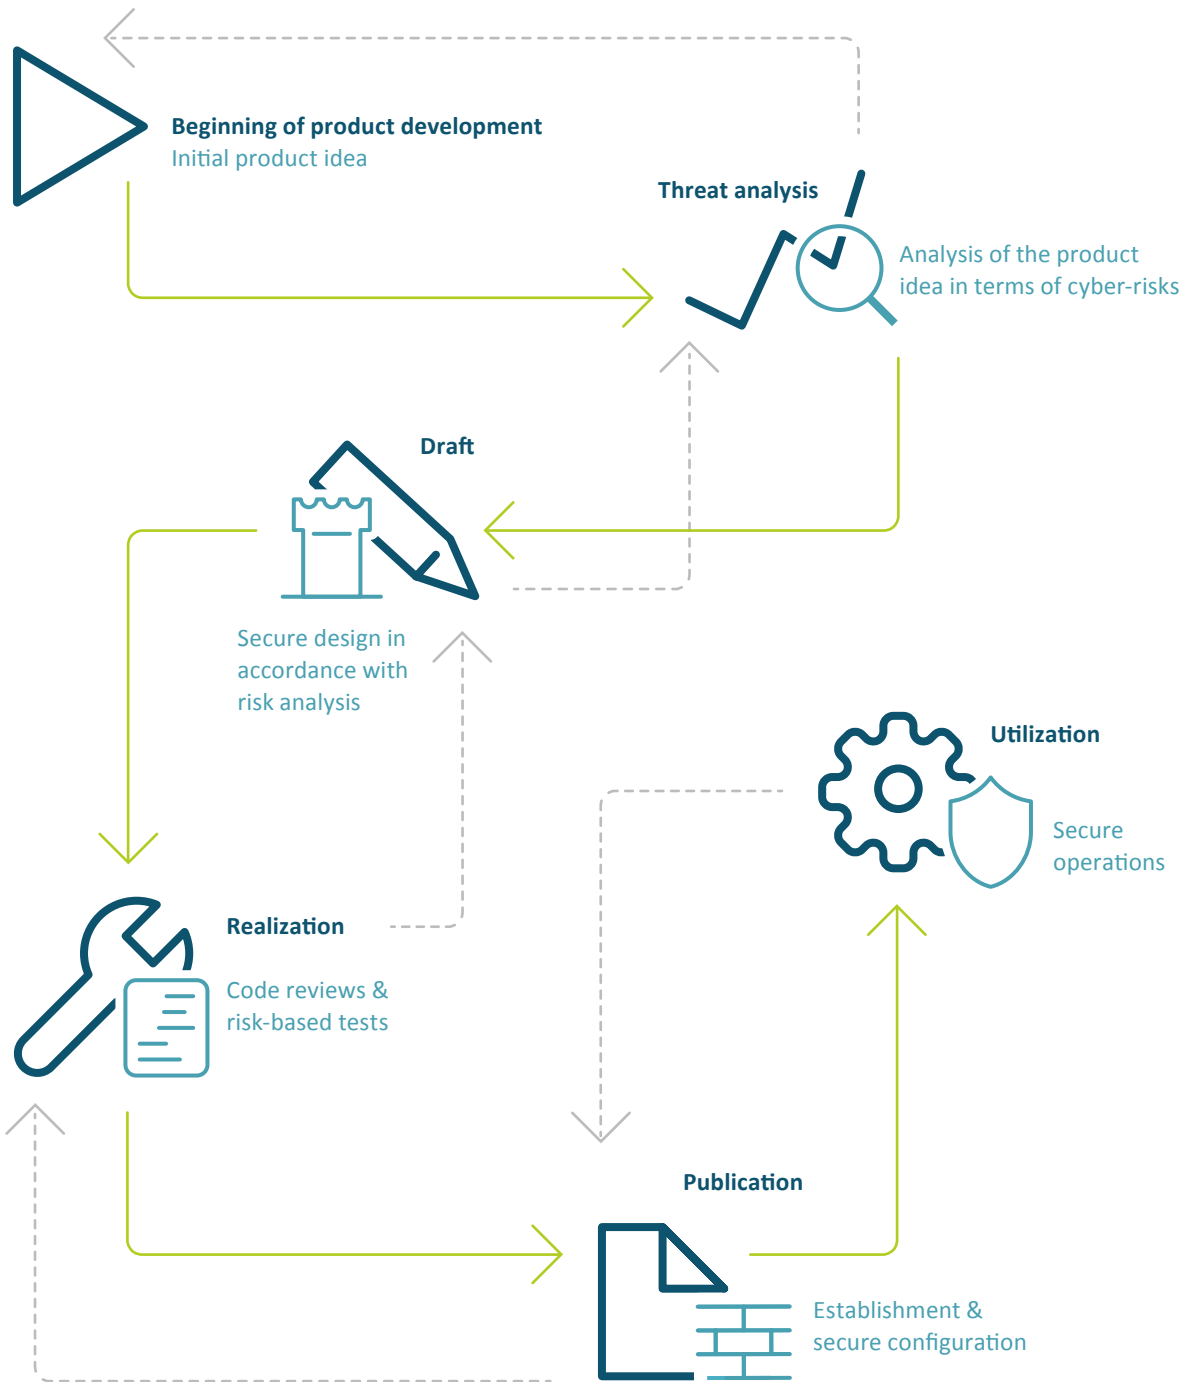 Beginning of product development
Initial product idea
Threat analysis
Analysis of the product
idea in terms of cyber-risks
Draft
Secure design in
accordance with
risk analysis
Utilization
Secure
operations
Realization
Code reviews &
risk-based tests
Publication
Establishment &
secure configuration